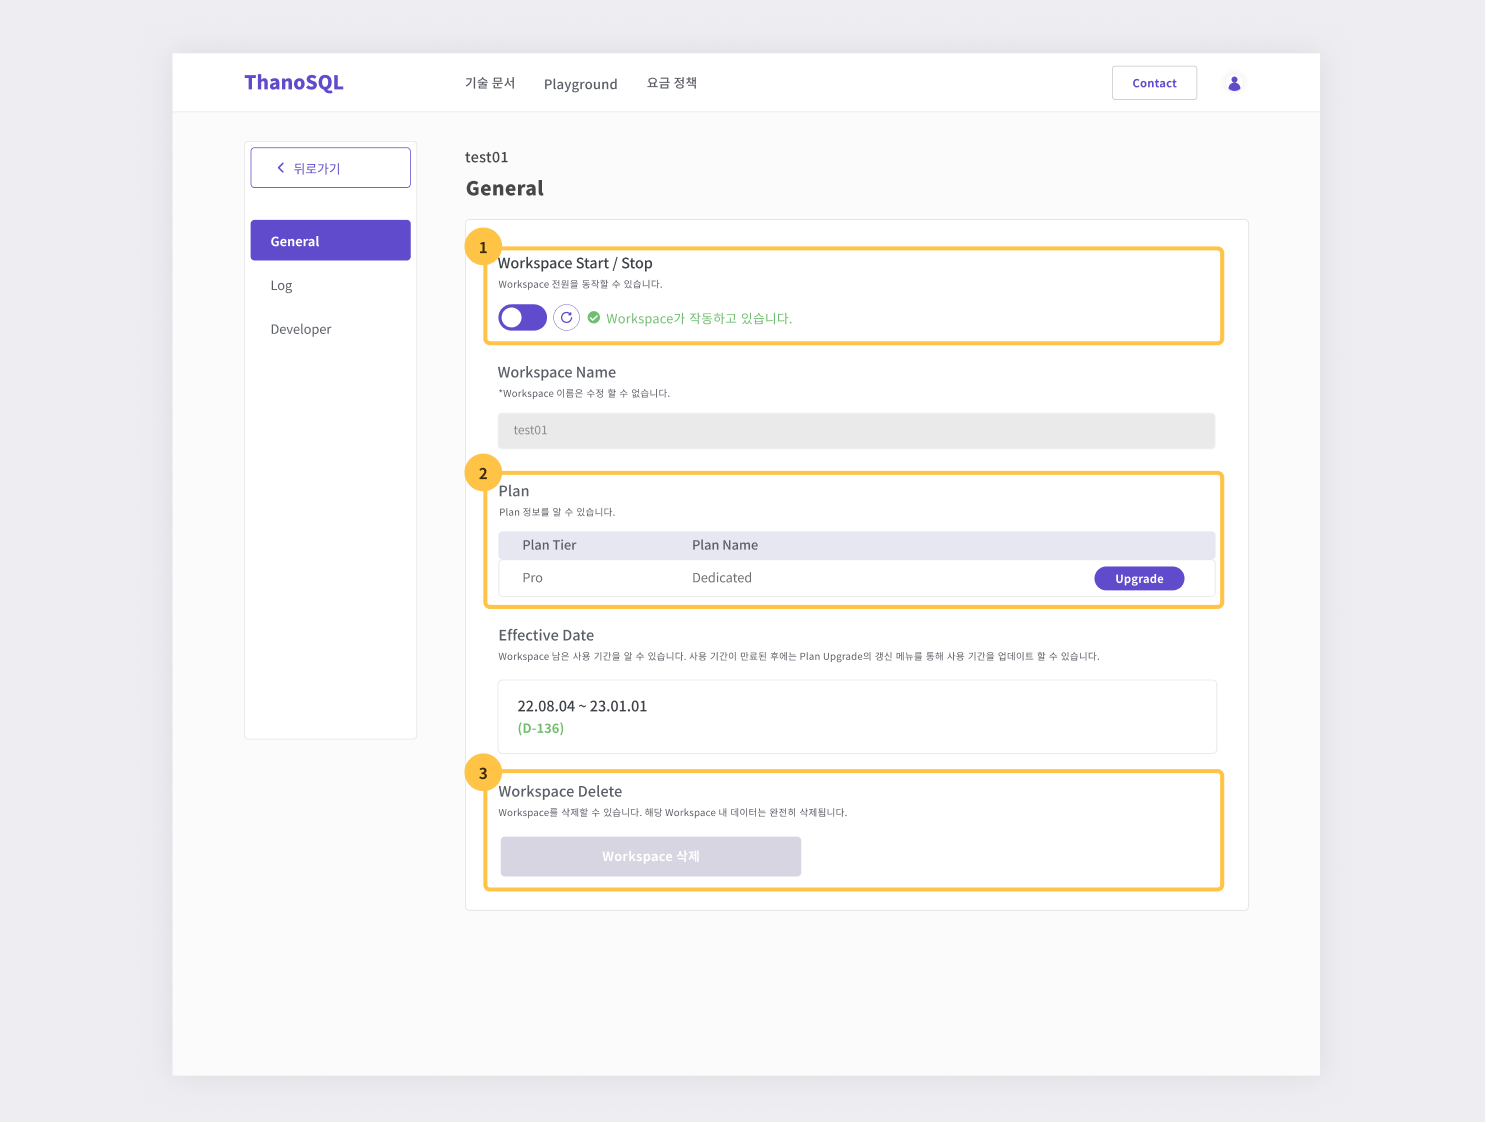 ThanoSQL
기술 문서
Playground
요금 정책
Contact
뒤로가기
General
Log
Developer
test01
General
1
Workspace Start / Stop
Workspace 전원을 동작할 수 있습니다.
Workspace가 작동하고 있습니다.
Workspace Name
*Workspace 이름은 수정 할 수 없습니다.
test01
2
Plan
Plan 정보를 알 수 있습니다.
Plan Tier
Plan Name
Pro
Dedicated
Upgrade
Effective Date
Workspace 남은 사용 기간을 알 수 있습니다. 사용 기간이 만료된 후에는 Plan Upgrade의 갱신 메뉴를 통해 사용 기간을 업데이트 할 수 있습니다.
22.08.04 ~ 23.01.01
(D-136)
3
Workspace Delete
Workspace를 삭제할 수 있습니다. 해당 Workspace 내 데이터는 완전히 삭제됩니다.
Workspace 삭제